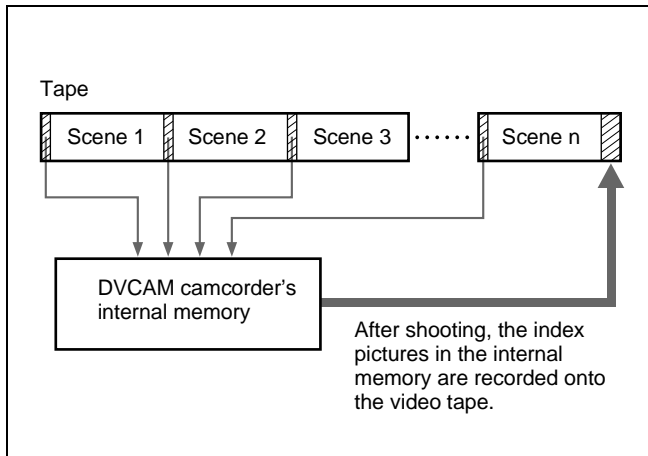 Tape
Scene 1 Scene 2 Scene 3 ...... Scene n
DVCAM camcorder’s
internal memory
After shooting, the index
pictures in the internal
memory are recorded onto
the video tape.